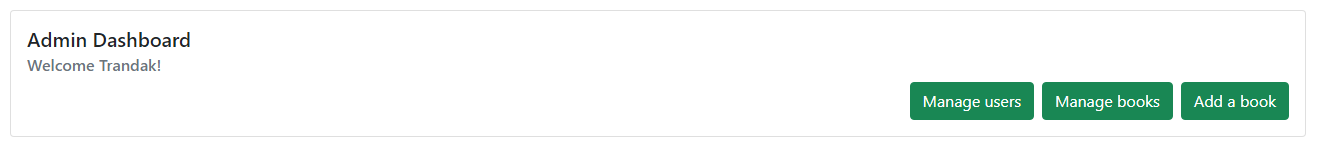 Admin Dashboard
Welcome Trandak!
Manage users Manage books Add a book